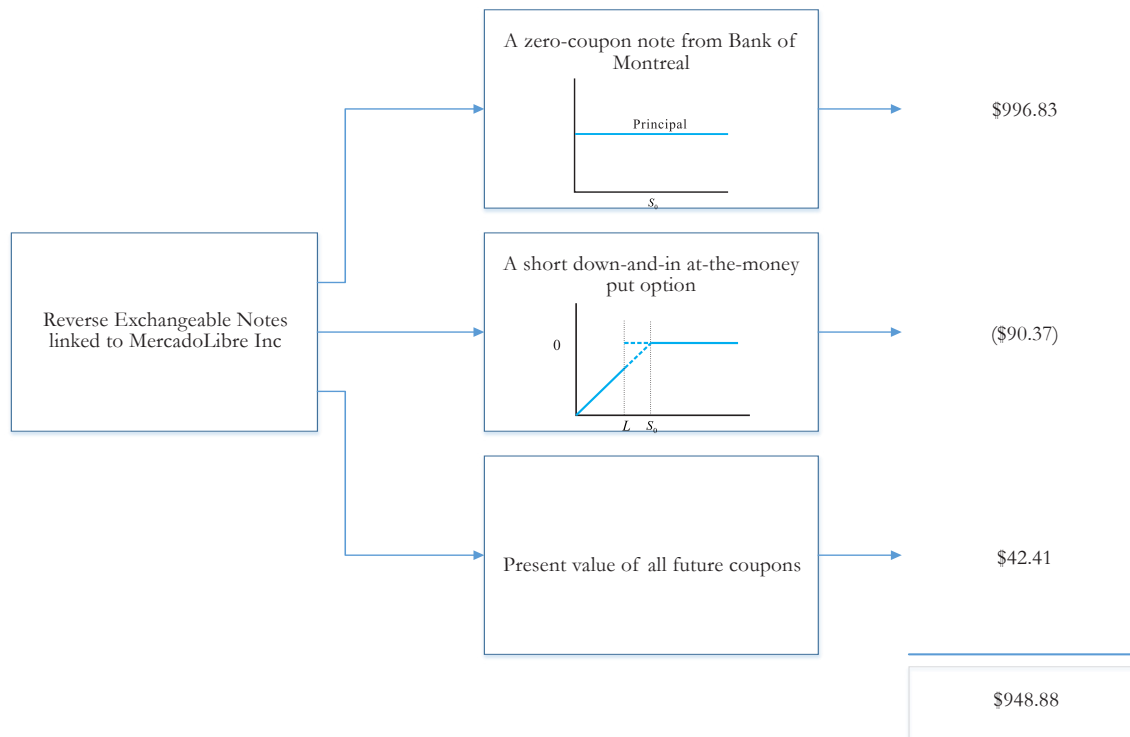 A zero-coupon note from Bank of
Montreal
Principal
S₀
$996.83
Reverse Exchangeable Notes
linked to MercadoLibre Inc
A short down-and-in at-the-money
put option
0
L S₀
($90.37)
Present value of all future coupons
$42.41
$948.88